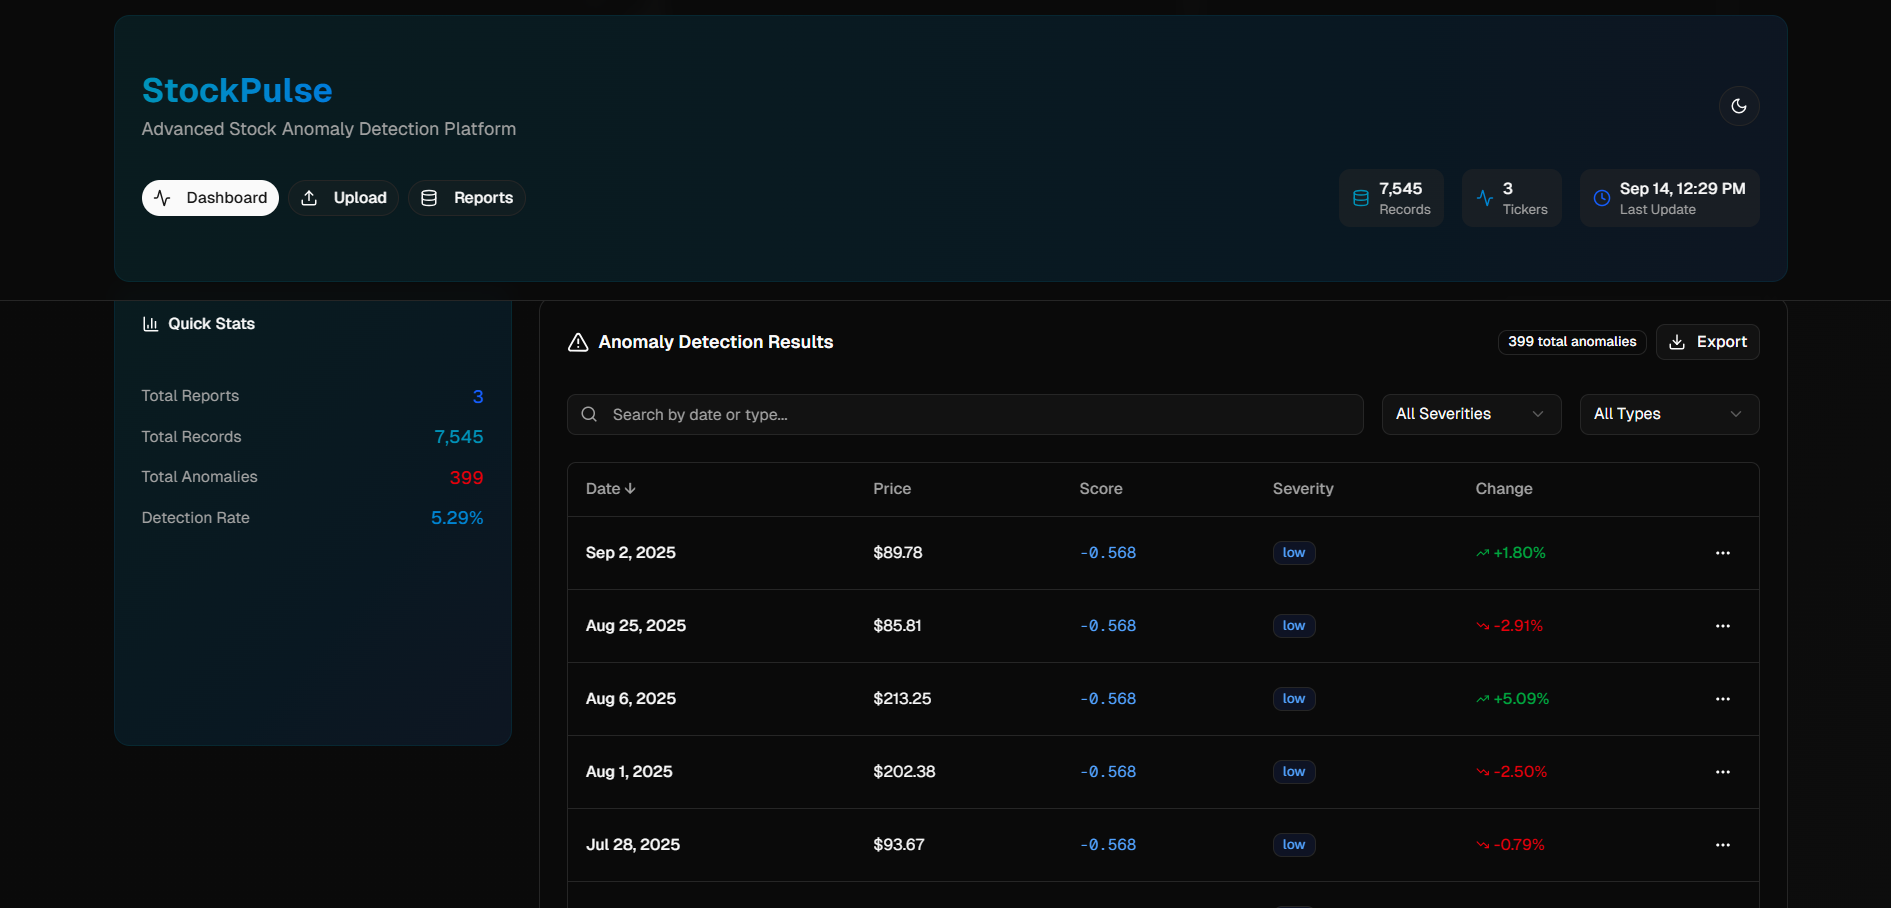 StockPulse
Advanced Stock Anomaly Detection Platform
Dashboard
Upload
Reports
7,545
Records
3
Tickers
Sep 14, 12:29 PM
Last Update
Quick Stats
Total Reports 3
Total Records 7,545
Total Anomalies 399
Detection Rate 5.29%
Anomaly Detection Results
399 total anomalies
Export
Search by date or type...
All Severities
All Types
Date Price Score Severity Change
Sep 2, 2025 $89.78 -0.568 low +1.80%
Aug 25, 2025 $85.81 -0.568 low -2.91%
Aug 6, 2025 $213.25 -0.568 low +5.09%
Aug 1, 2025 $202.38 -0.568 low -2.50%
Jul 28, 2025 $93.67 -0.568 low -0.79%